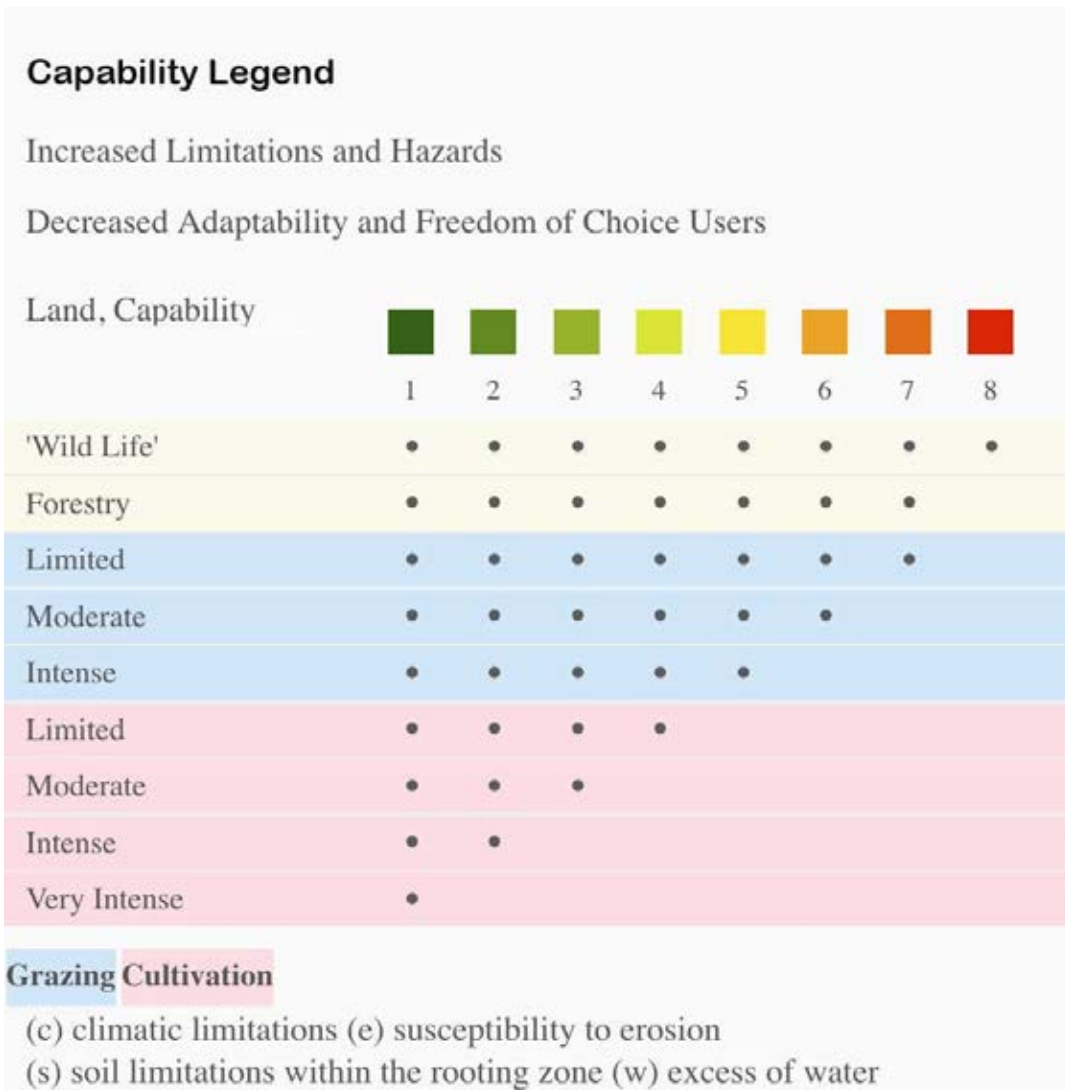 Capability Legend
Increased Limitations and Hazards
Decreased Adaptability and Freedom of Choice Users
Land, Capability
1 2 3 4 5 6 7 8
'Wild Life'
Forestry
Limited
Moderate
Intense
Limited
Moderate
Intense
Very Intense
Grazing Cultivation
(c) climatic limitations (e) susceptibility to erosion
(s) soil limitations within the rooting zone (w) excess of water